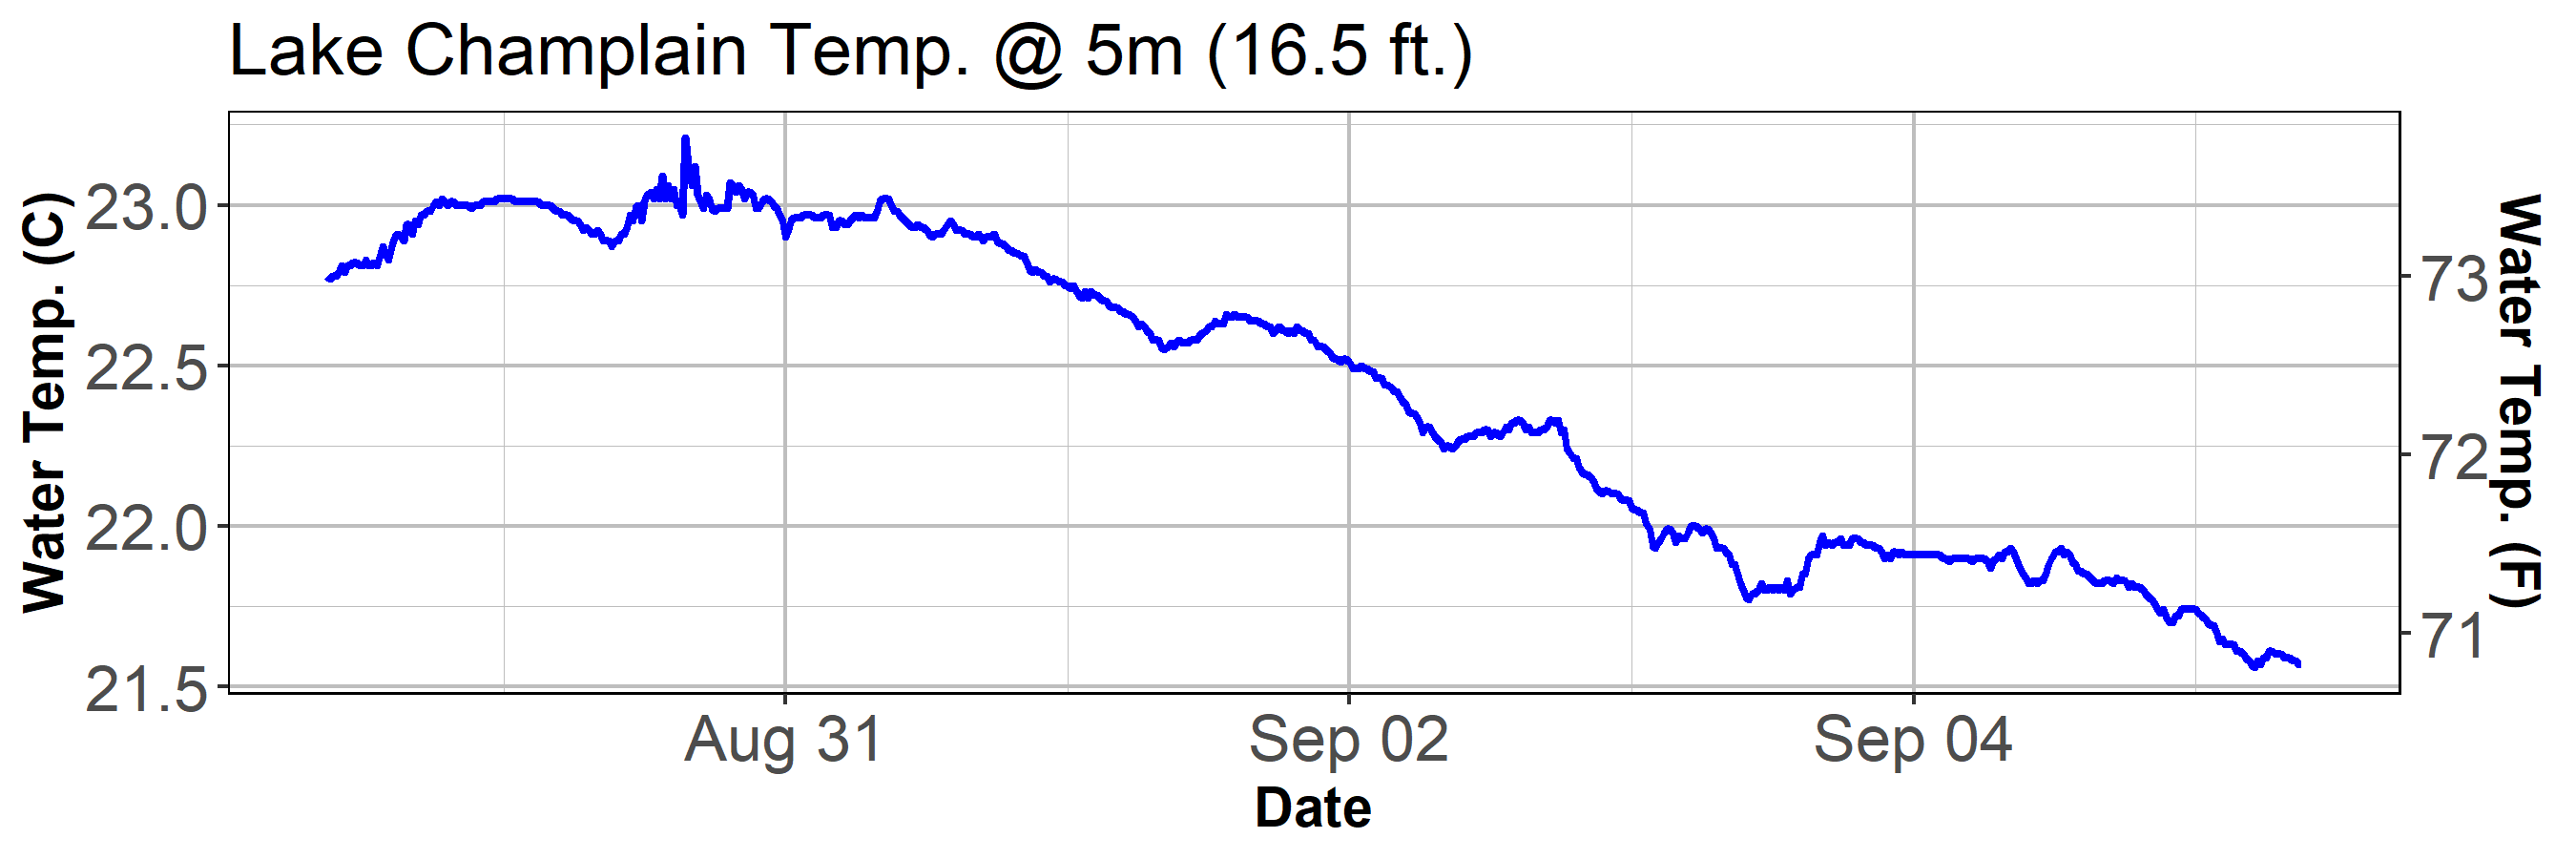 Lake Champlain Temp. @ 5m (16.5 ft.)
Water Temp. (C)
23.0
22.5
22.0
21.5
Water Temp. (F)
73
72
71
Aug 31
Sep 02
Sep 04
Date